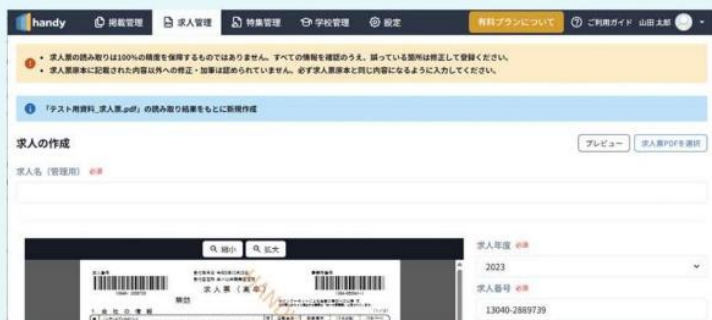 handy 掲載管理 求人管理 特集管理 学校管理 設定 有料プランについて ご利用ガイド 山田 太郎
・ 求人票の読み取りは100%の精度を保障するものではありません。すべての情報を確認のうえ、誤っている箇所は修正して登録ください。
・ 求人票原本に記載された内容以外への修正・加筆は認められていません。必ず求人票原本と同じ内容になるように入力してください。
「テスト用資料_求人票.pdf」の読み取り結果をもとに新規作成
求人の作成 プレビュー 求人票PDFを選択
求人名（管理用） 必須
縮小 拡大
求人年度 必須
2023
求人番号 必須
13040-2889739
求人票（高卒）